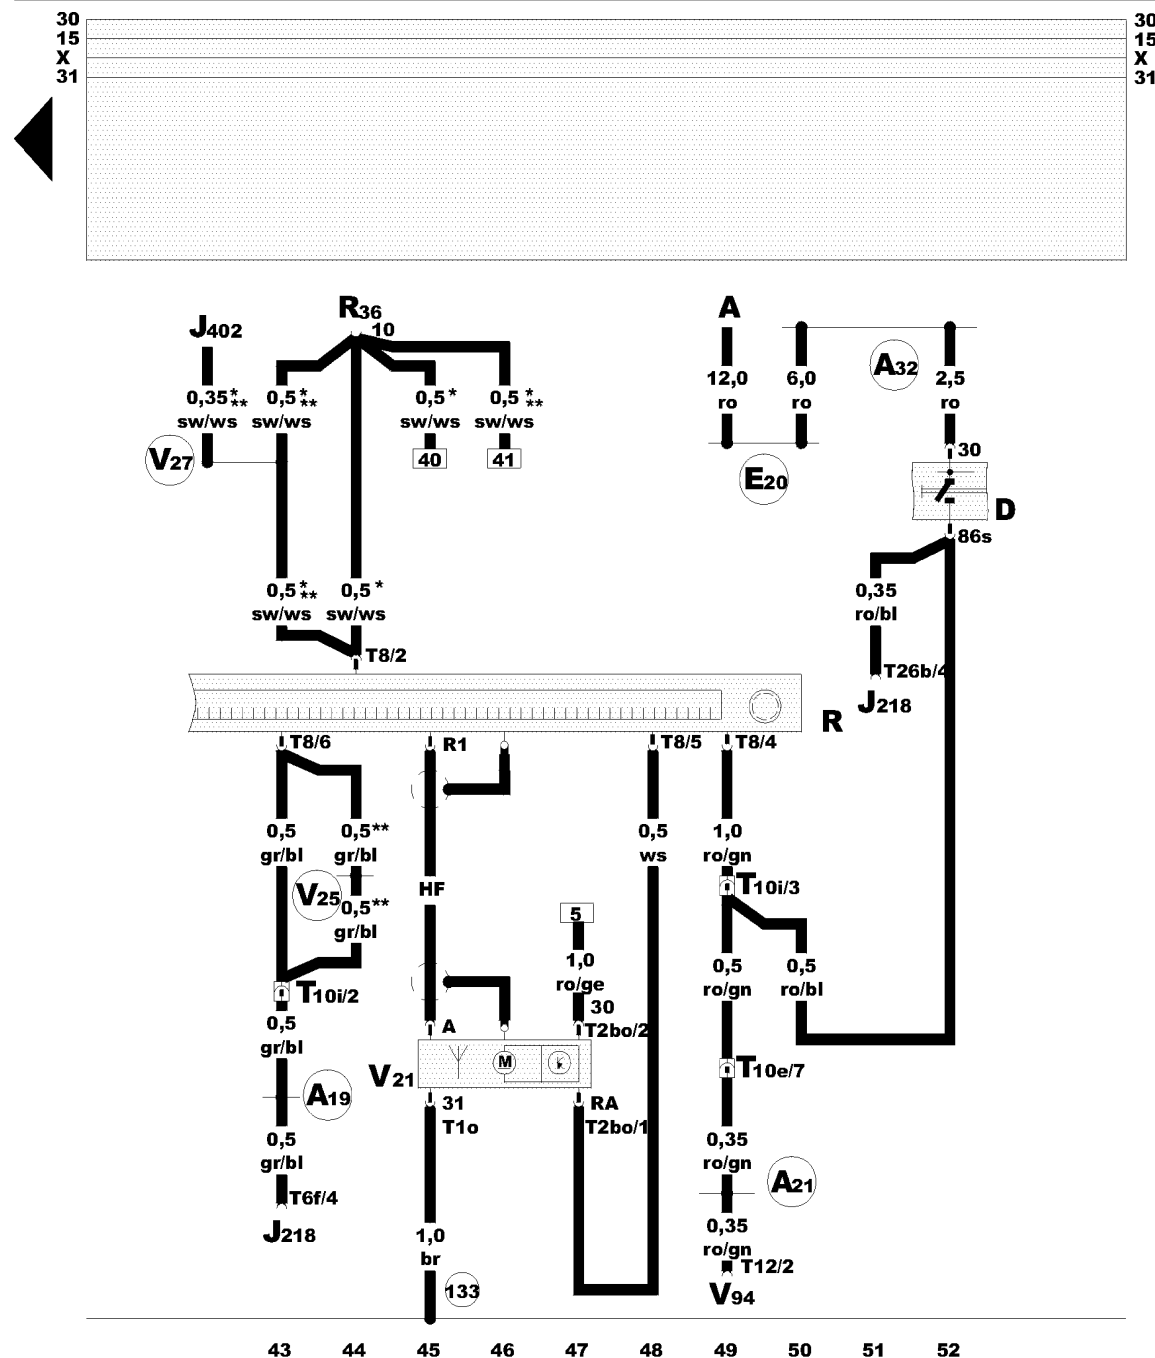 30 30
15 15
X X
31 31
R36
A
J402
10
A32
12,0 6,0 2,5
ro ro ro
0,35* ** 0,5* ** 0,5* 0,5* **
sw/ws sw/ws sw/ws sw/ws
V27
40 41
30
E20
D
86s
0,5* ** 0,5*
sw/ws sw/ws
0,35
ro/bl
T8/2
T26b/4
J218
R
T8/6 R1 T8/5 T8/4
0,5 0,5** 0,5 1,0
gr/bl gr/bl ws ro/gn
V25
HF
T10i/3
0,5**
gr/bl
5
1,0
ro/ge
0,5 0,5
ro/gn ro/bl
T10i/2
30
0,5
gr/bl
A T2bo/2
M
V21
T10e/7
A19
31 RA
T1o T2bo/1
0,5
gr/bl
0,35
ro/gn
A21
T6f/4
J218
0,35
ro/gn
1,0
br
T12/2
V94
133
43 44 45 46 47 48 49 50 51 52